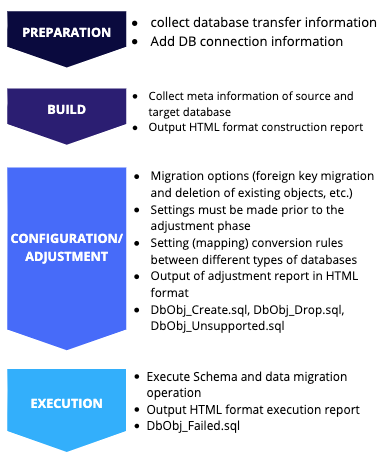 PREPARATION
• collect database transfer information
• Add DB connection information
BUILD
• Collect meta information of source and
target database
• Output HTML format construction report
CONFIGURATION/
ADJUSTMENT
• Migration options (foreign key migration
and deletion of existing objects, etc.)
• Settings must be made prior to the
adjustment phase
• Setting (mapping) conversion rules
between different types of databases
• Output of adjustment report in HTML
format
• DbObj_Create.sql, DbObj_Drop.sql,
DbObj_Unsupported.sql
EXECUTION
• Execute Schema and data migration
operation
• Output HTML format execution report
• DbObj_Failed.sql